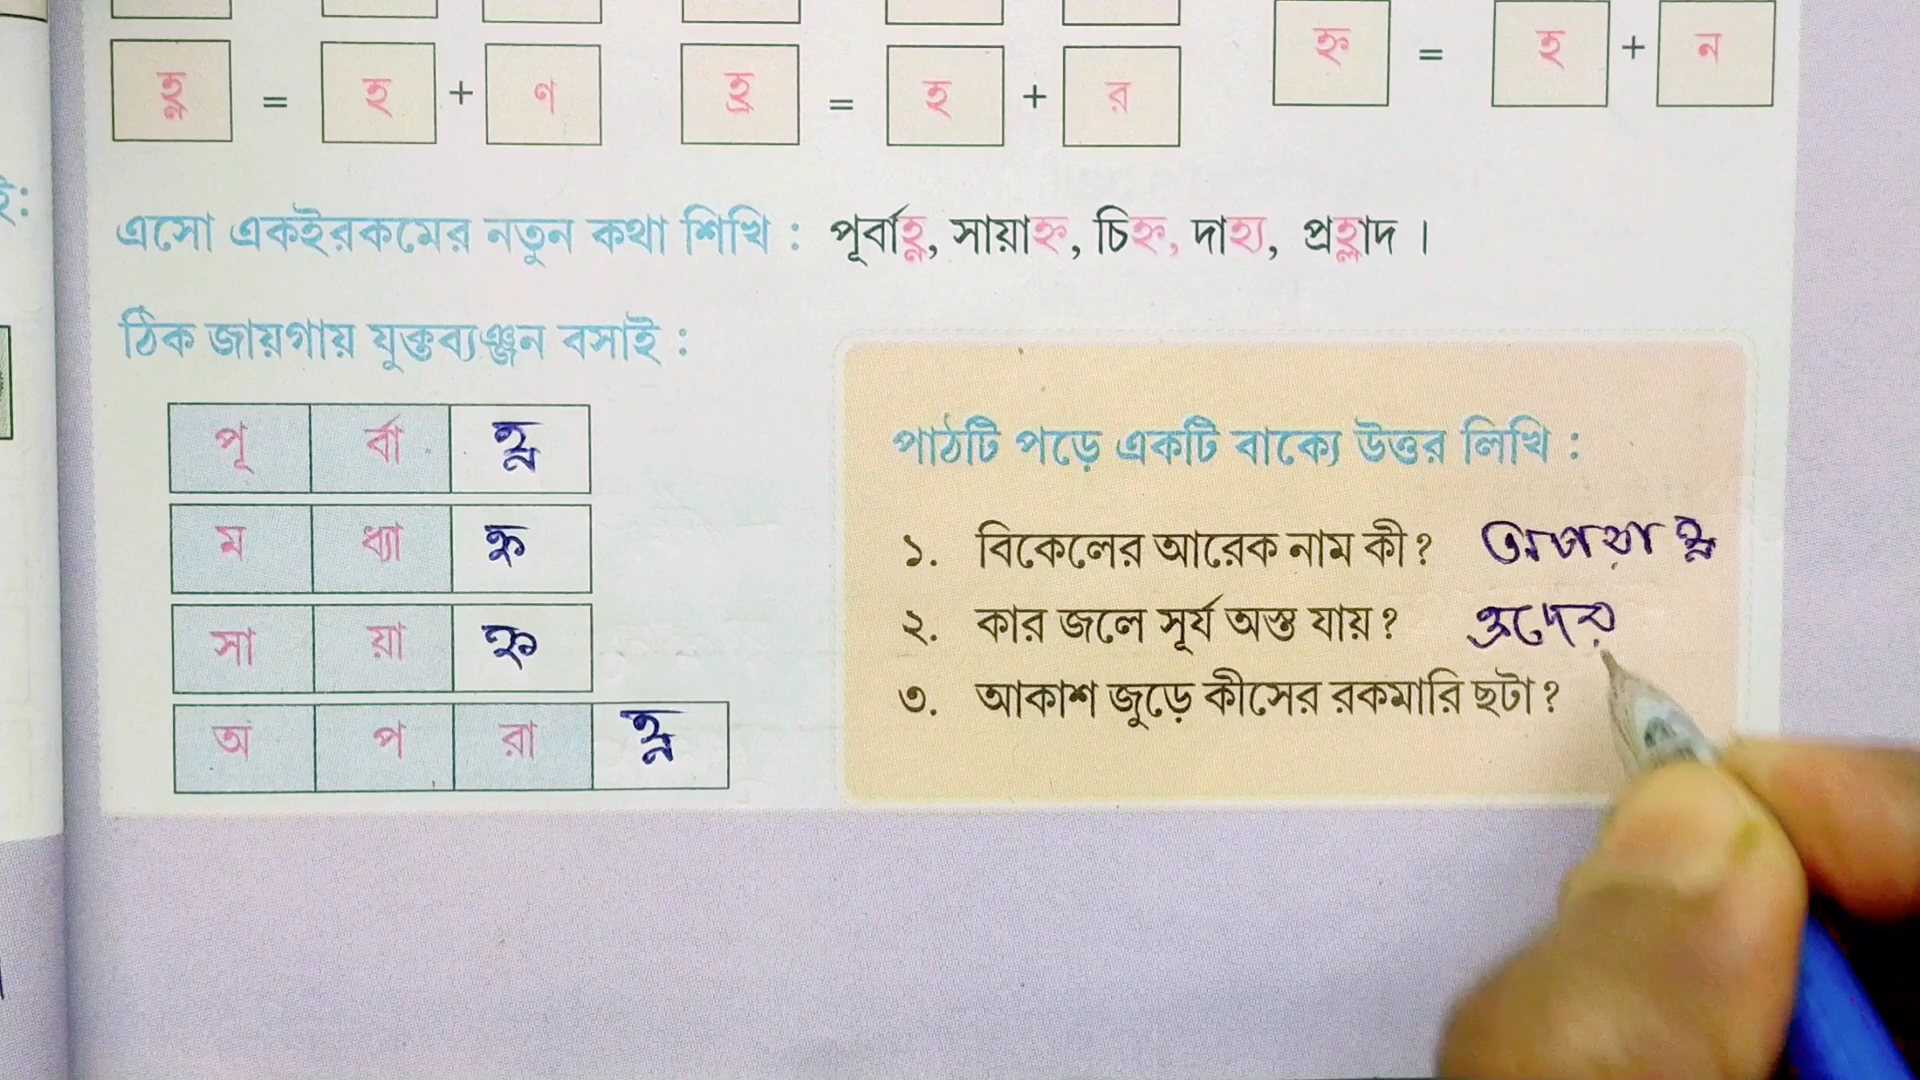 হ্ণ = হ + ণ হ্র = হ + র হ্ন = হ + ন
এসো একইরকমের নতুন কথা শিখি : পূর্বাহ্ণ, সায়াহ্ন, চিহ্ন, দাহ্য, প্রহ্লাদ ।
ঠিক জায়গায় যুক্তব্যঞ্জন বসাই :
পূ র্বা হ্ণ
ম ধ্যা হ্ন
সা য়া হ্ন
অ প রা হ্ণ
পাঠটি পড়ে একটি বাক্যে উত্তর লিখি :
১. বিকেলের আরেক নাম কী? অপরাহ্ণ
২. কার জলে সূর্য অস্ত যায়? হ্রদের
৩. আকাশ জুড়ে কীসের রকমারি ছটা?